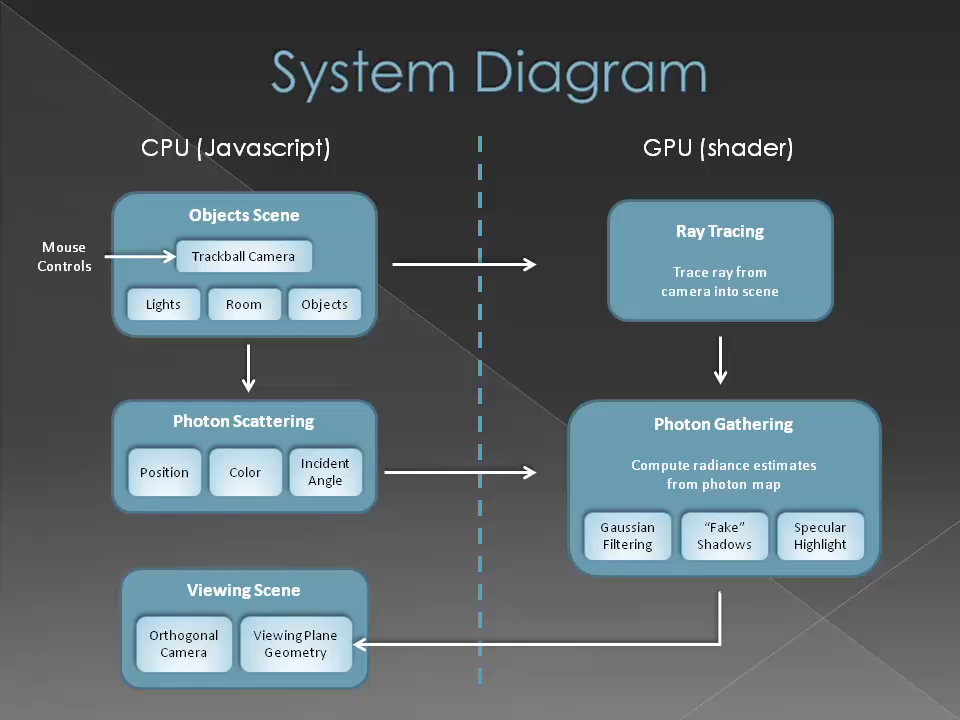 System Diagram
CPU (Javascript)
GPU (shader)
Objects Scene
Mouse
Controls
Trackball Camera
Lights
Room
Objects
Ray Tracing
Trace ray from
camera into scene
Photon Scattering
Position
Color
Incident
Angle
Photon Gathering
Compute radiance estimates
from photon map
Gaussian
Filtering
“Fake”
Shadows
Specular
Highlight
Viewing Scene
Orthogonal
Camera
Viewing Plane
Geometry